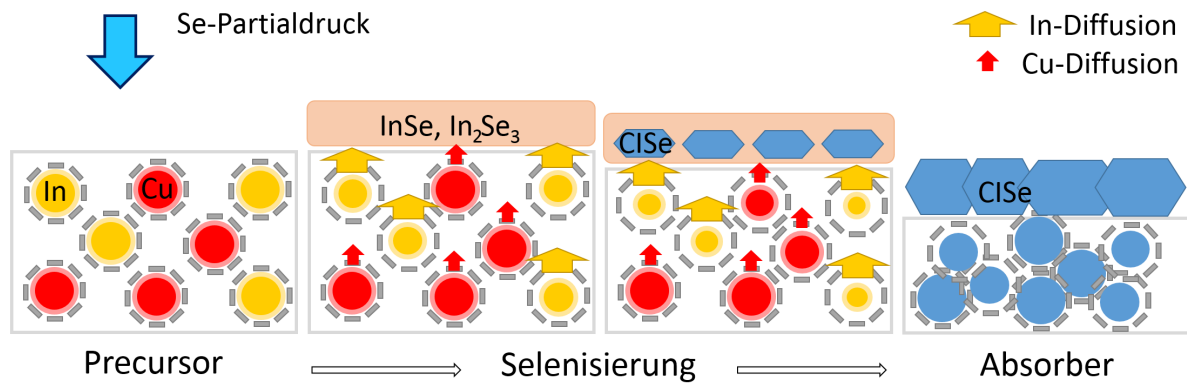 Se-Partialdruck
In-Diffusion
Cu-Diffusion
InSe, In₂Se₃
CISe
In
Cu
CISe
Precursor
Selenisierung
Absorber